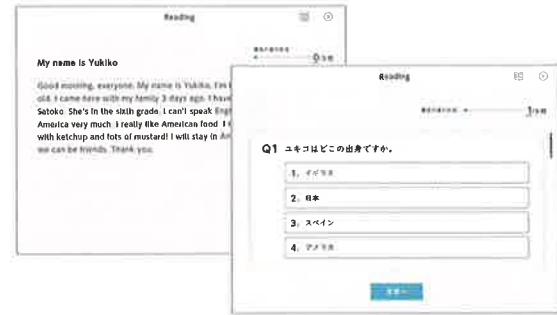 Reading
My name is Yukiko
Good morning, everyone. My name is Yukiko. I'm
old. I came here with my family 3 days ago. I have
Satoko. She's in the sixth grade. I can't speak
America very much. I really like American food. I
with ketchup and lots of mustard! I will stay in
we can be friends. Thank you.
Reading
Q1 ユキコはどこの出身ですか。
1. イギリス
2. 日本
3. スペイン
4. アメリカ